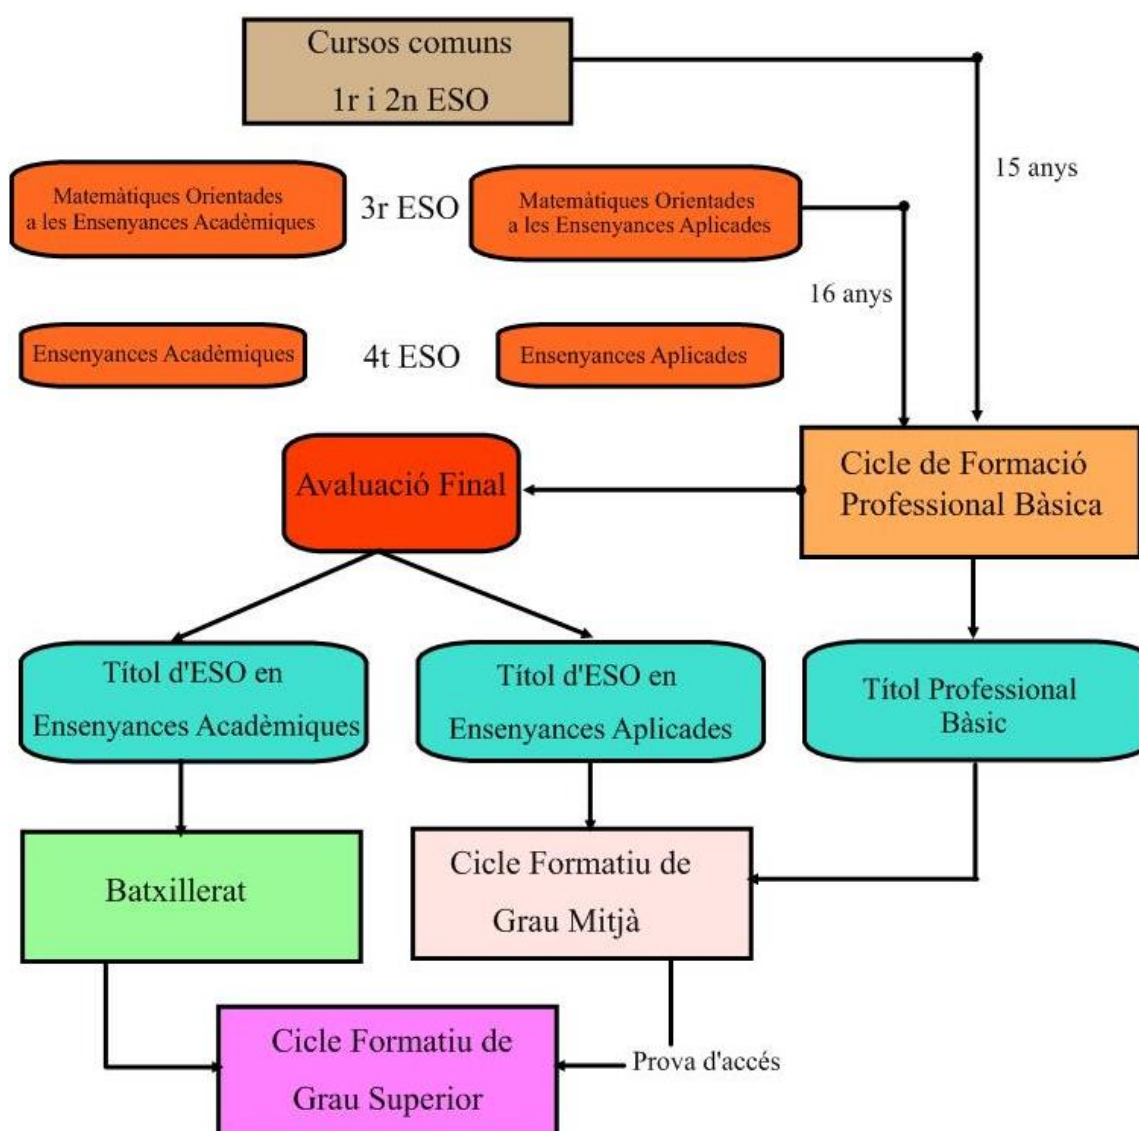 Cursos comuns
1r i 2n ESO
15 anys
Matemàtiques Orientades
a les Ensenyances Acadèmiques
3r ESO
Matemàtiques Orientades
a les Ensenyances Aplicades
16 anys
Ensenyances Acadèmiques
4t ESO
Ensenyances Aplicades
Avaluació Final
Cicle de Formació
Professional Bàsica
Títol d'ESO en
Ensenyances Acadèmiques
Títol d'ESO en
Ensenyances Aplicades
Títol Professional
Bàsic
Batxillerat
Cicle Formatiu de
Grau Mitjà
Cicle Formatiu de
Grau Superior
Prova d'accés